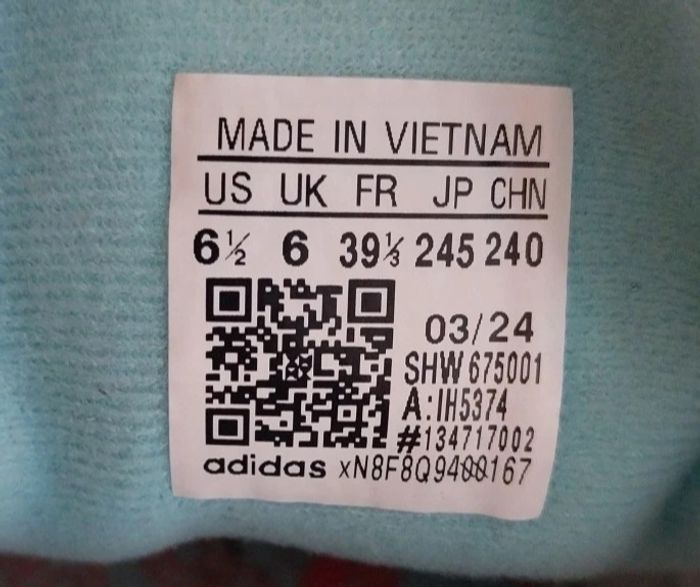 MADE IN VIETNAM
US UK FR JP CHN
6½ 6 39⅓ 245 240
03/24
SHW 675001
A:IH5374
#134717002
adidas xN8F8Q9400167